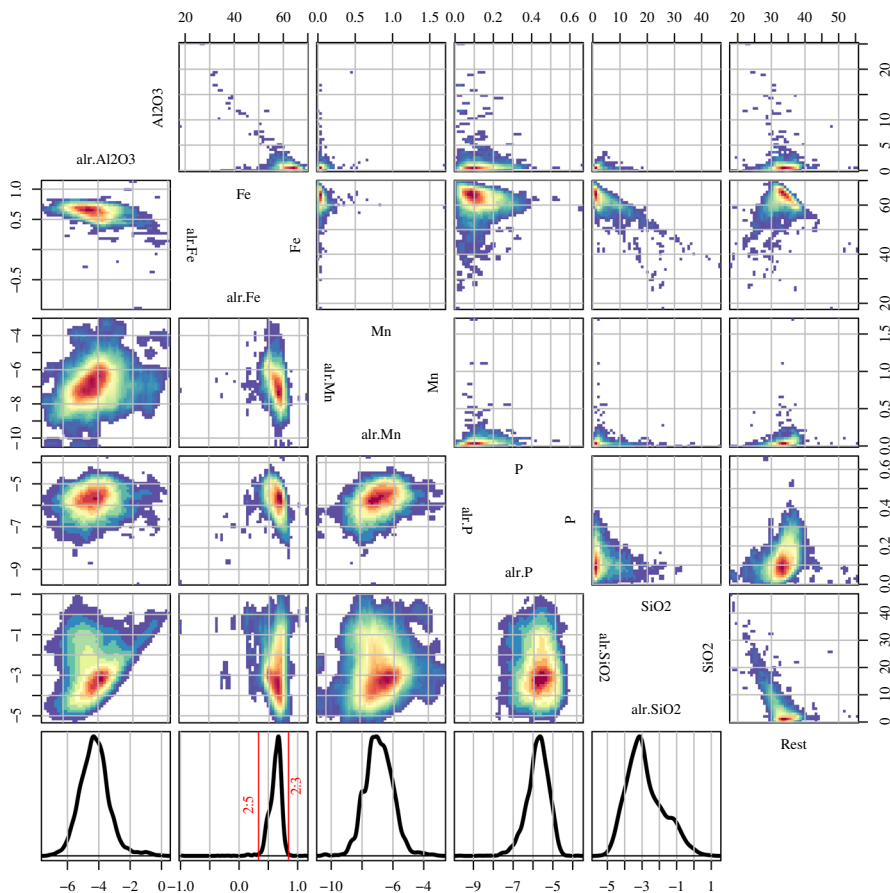 20 40 60 0.0 0.5 1.0 1.5 0.0 0.2 0.4 0.6 0 10 20 30 40 20 30 40 50
Al2O3
alr.Al2O3
0 5 10 20
Fe
alr.Fe
Fe
alr.Fe
−0.5 0.5 1.0
20 40 60
Mn
alr.Mn
Mn
alr.Mn
−10 −8 −6 −4
0.0 0.5 1.0 1.5
P
alr.P
P
alr.P
−9 −7 −5
0.0 0.2 0.4 0.6
SiO2
alr.SiO2
SiO2
alr.SiO2
−5 −3 −1 1
0 10 20 30 40
Rest
2:5 2:3
−6 −4 −2 0 −1.0 0.0 1.0 −10 −8 −6 −4 −9 −7 −5 −5 −3 −1 1